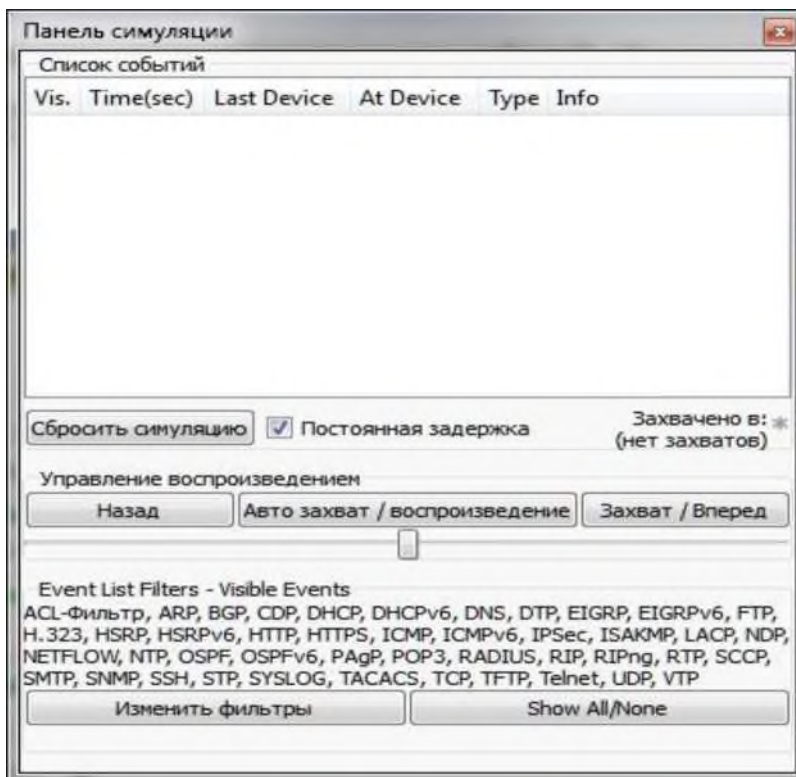 Панель симуляции
Список событий
Vis. Time(sec) Last Device At Device Type Info
Сбросить симуляцию Постоянная задержка Захвачено в: *
(нет захватов)
Управление воспроизведением
Назад Авто захват / воспроизведение Захват / Вперед
Event List Filters - Visible Events
ACL-Фильтр, ARP, BGP, CDP, DHCP, DHCPv6, DNS, DTP, EIGRP, EIGRPv6, FTP,
H.323, HSRP, HSRPv6, HTTP, HTTPS, ICMP, ICMPv6, IPSec, ISAKMP, LACP, NDP,
NETFLOW, NTP, OSPF, OSPFv6, PAgP, POP3, RADIUS, RIP, RIPng, RTP, SCCP,
SMTP, SNMP, SSH, STP, SYSLOG, TACACS, TCP, TFTP, Telnet, UDP, VTP
Изменить фильтры Show All/None